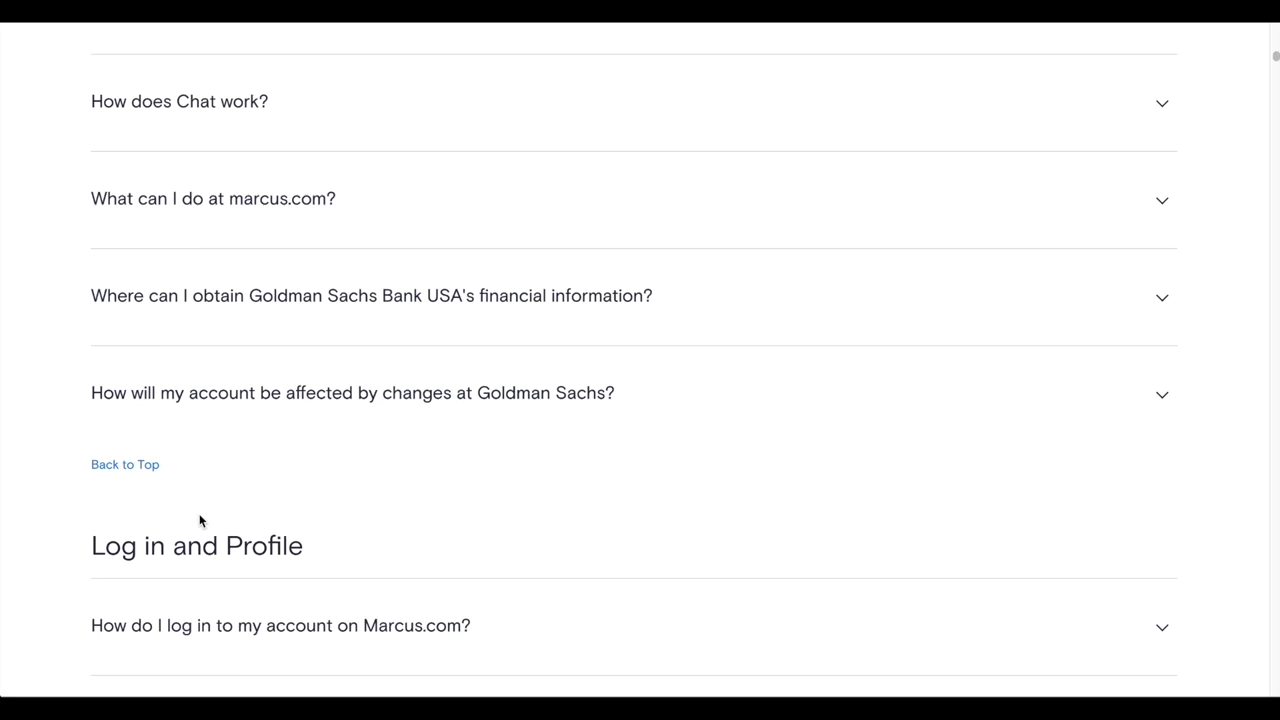 How does Chat work?
What can I do at marcus.com?
Where can I obtain Goldman Sachs Bank USA's financial information?
How will my account be affected by changes at Goldman Sachs?
Back to Top
Log in and Profile
How do I log in to my account on Marcus.com?